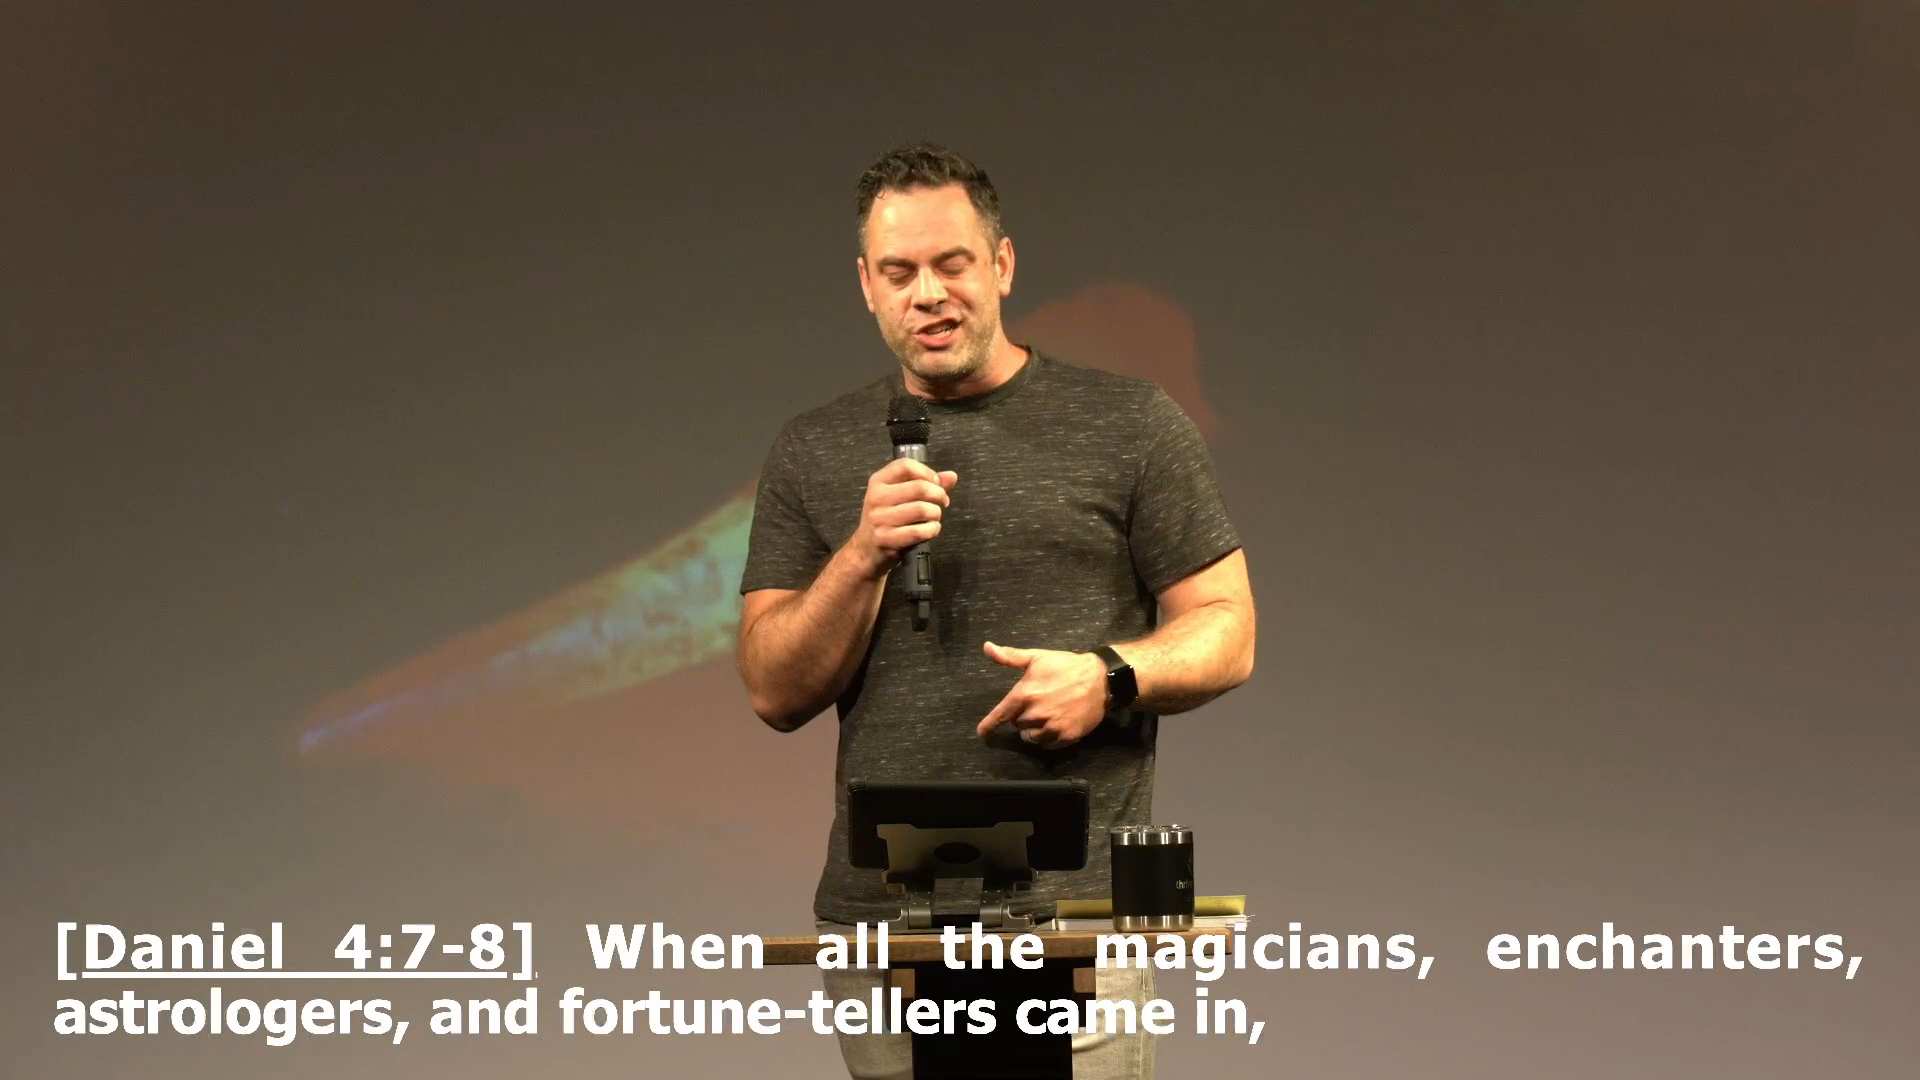 [Daniel 4:7-8] When all the magicians, enchanters,
astrologers, and fortune-tellers came in,